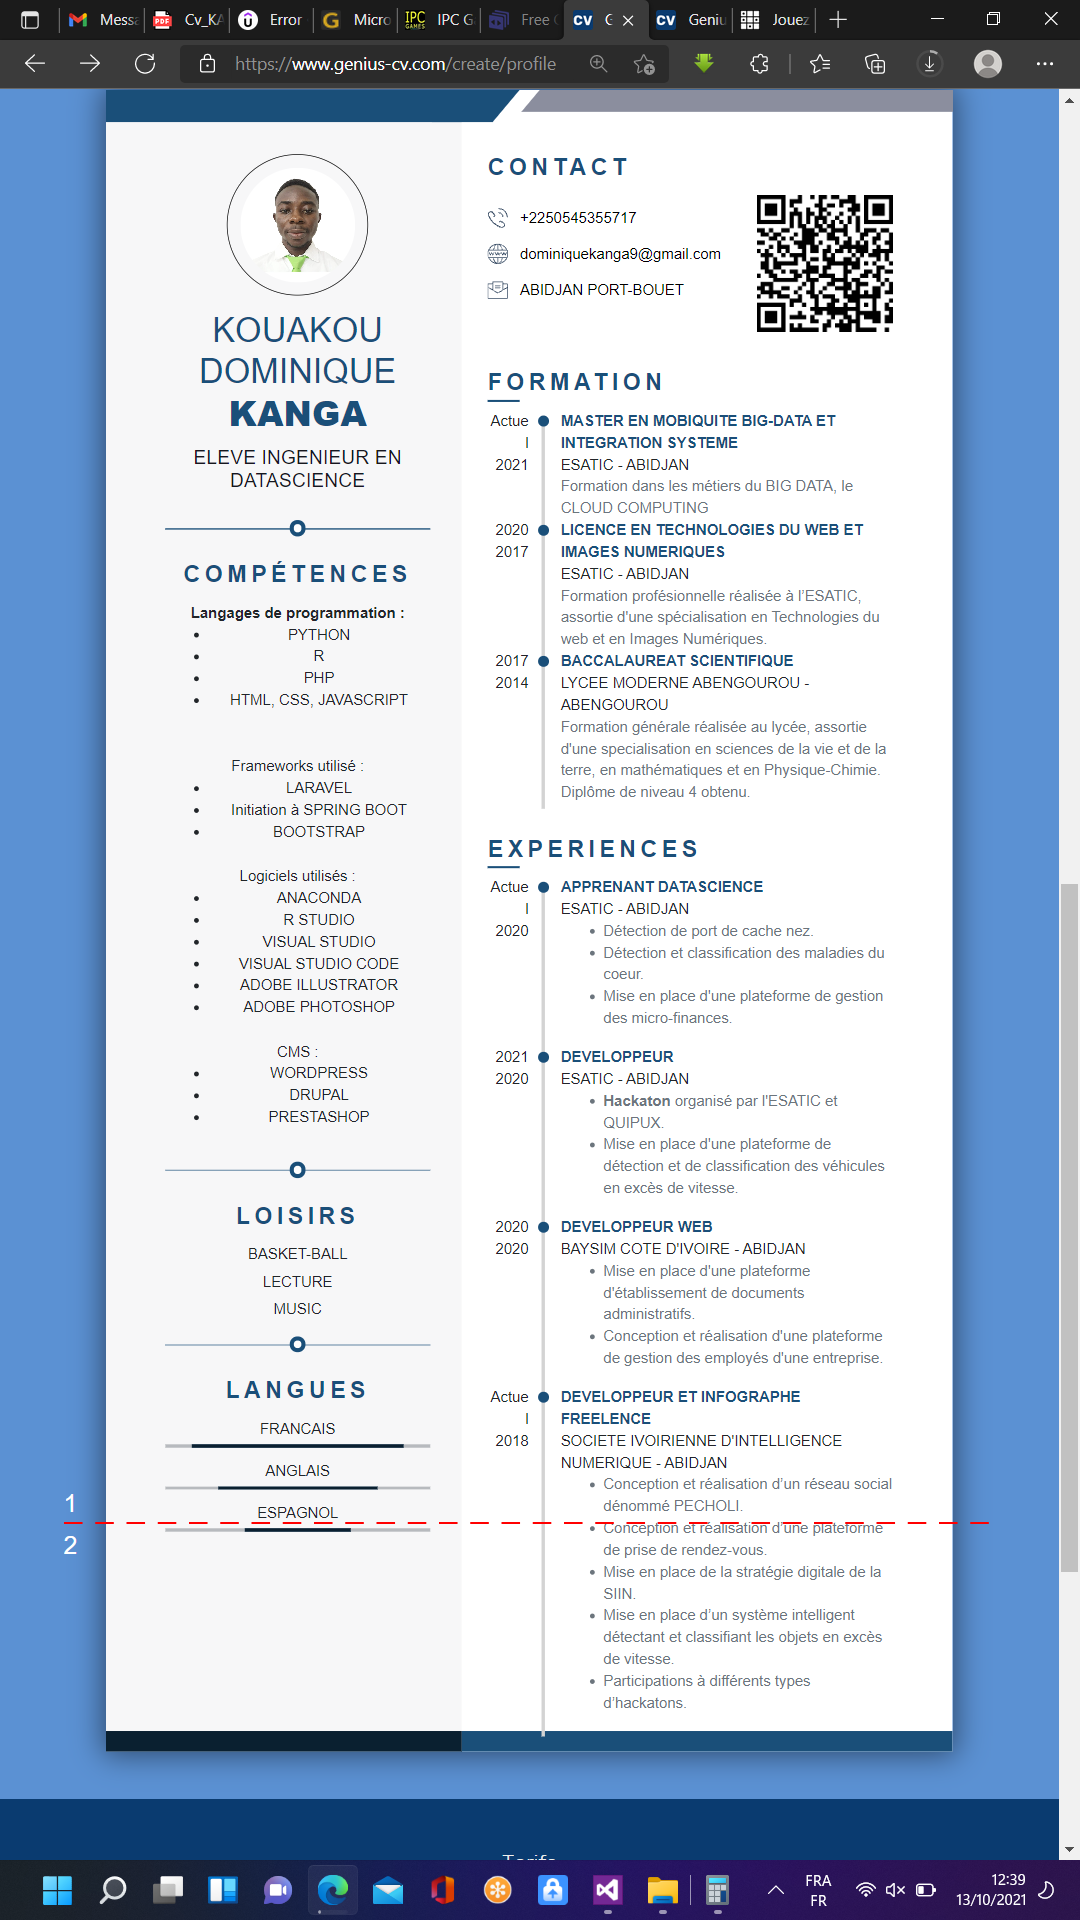 Messa
Cv_KA
Error
Micro
IPC G
Free
G
Geniu
Jouez
https://www.genius-cv.com/create/profile
KOUAKOU
DOMINIQUE
KANGA
ELEVE INGENIEUR EN
DATASCIENCE
COMPÉTENCES
Langages de programmation :
• PYTHON
• R
• PHP
• HTML, CSS, JAVASCRIPT
Frameworks utilisé :
• LARAVEL
• Initiation à SPRING BOOT
• BOOTSTRAP
Logiciels utilisés :
• ANACONDA
• R STUDIO
• VISUAL STUDIO
• VISUAL STUDIO CODE
• ADOBE ILLUSTRATOR
• ADOBE PHOTOSHOP
CMS :
• WORDPRESS
• DRUPAL
• PRESTASHOP
LOISIRS
BASKET-BALL
LECTURE
MUSIC
LANGUES
FRANCAIS
ANGLAIS
ESPAGNOL
1
2
CONTACT
+2250545355717
dominiquekanga9@gmail.com
ABIDJAN PORT-BOUET
FORMATION
Actue
l
2021
MASTER EN MOBIQUITE BIG-DATA ET
INTEGRATION SYSTEME
ESATIC - ABIDJAN
Formation dans les métiers du BIG DATA, le
CLOUD COMPUTING
2020
2017
LICENCE EN TECHNOLOGIES DU WEB ET
IMAGES NUMERIQUES
ESATIC - ABIDJAN
Formation profésionnelle réalisée à l'ESATIC,
assortie d'une spécialisation en Technologies du
web et en Images Numériques.
2017
2014
BACCALAUREAT SCIENTIFIQUE
LYCEE MODERNE ABENGOUROU -
ABENGOUROU
Formation générale réalisée au lycée, assortie
d'une specialisation en sciences de la vie et de la
terre, en mathématiques et en Physique-Chimie.
Diplôme de niveau 4 obtenu.
EXPERIENCES
Actue
l
2020
APPRENANT DATASCIENCE
ESATIC - ABIDJAN
• Détection de port de cache nez.
• Détection et classification des maladies du
coeur.
• Mise en place d'une plateforme de gestion
des micro-finances.
2021
2020
DEVELOPPEUR
ESATIC - ABIDJAN
• Hackaton organisé par l'ESATIC et
QUIPUX.
• Mise en place d'une plateforme de
détection et de classification des véhicules
en excès de vitesse.
2020
2020
DEVELOPPEUR WEB
BAYSIM COTE D'IVOIRE - ABIDJAN
• Mise en place d'une plateforme
d'établissement de documents
administratifs.
• Conception et réalisation d'une plateforme
de gestion des employés d'une entreprise.
Actue
l
2018
DEVELOPPEUR ET INFOGRAPHE
FREELENCE
SOCIETE IVOIRIENNE D'INTELLIGENCE
NUMERIQUE - ABIDJAN
• Conception et réalisation d'un réseau social
dénommé PECHOLI.
• Conception et réalisation d'une plateforme
de prise de rendez-vous.
• Mise en place de la stratégie digitale de la
SIIN.
• Mise en place d'un système intelligent
détectant et classifiant les objets en excès
de vitesse.
• Participations à différents types
d'hackatons.
Tarifs
FRA
FR
12:39
13/10/2021